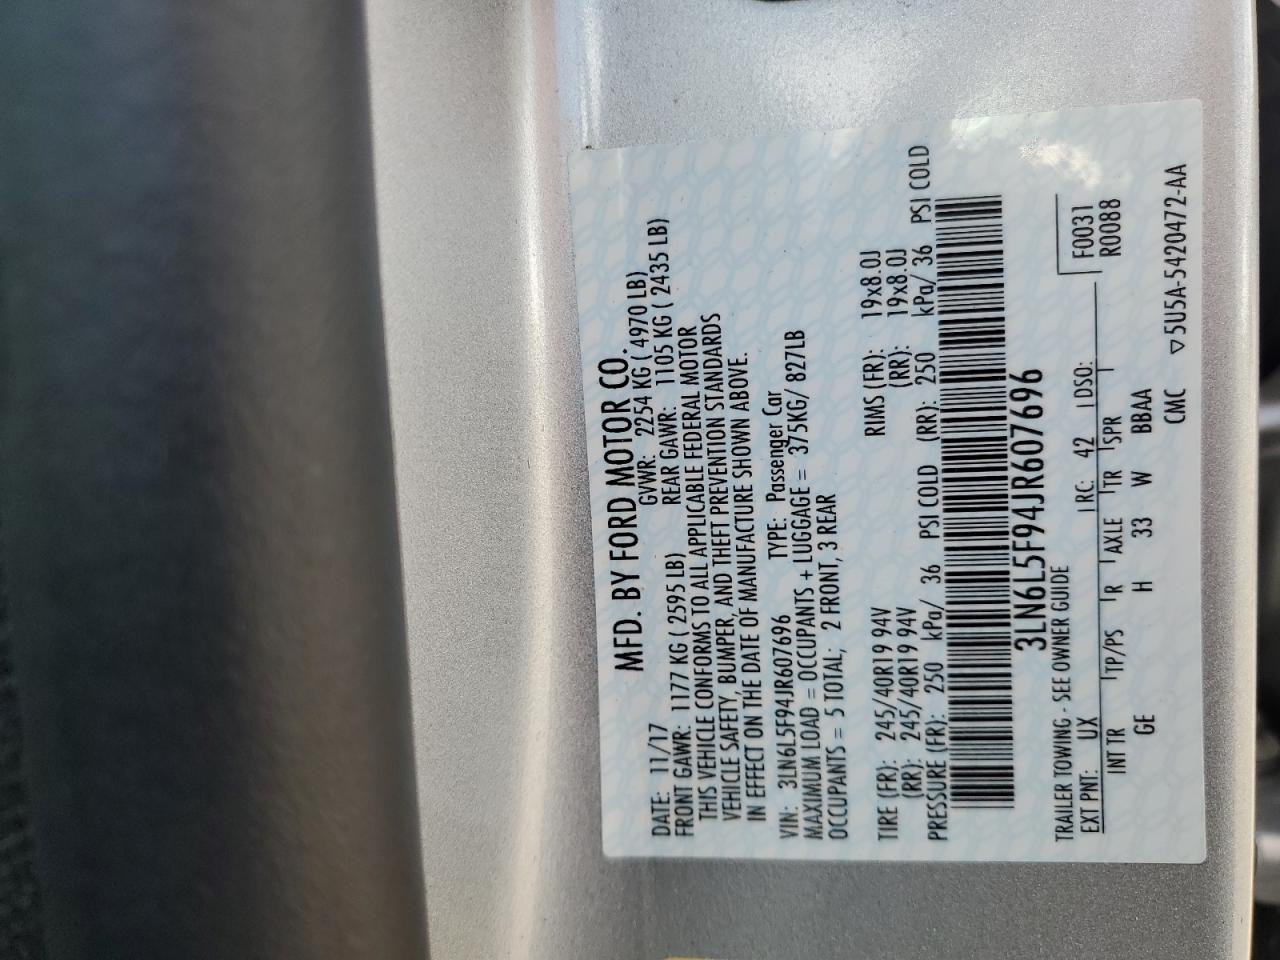 MFD. BY FORD MOTOR CO.
DATE: 11/17 GVWR: 2254 KG ( 4970 LB)
FRONT GAWR: 1177 KG ( 2595 LB) REAR GAWR: 1105 KG ( 2435 LB)
THIS VEHICLE CONFORMS TO ALL APPLICABLE FEDERAL MOTOR
VEHICLE SAFETY, BUMPER, AND THEFT PREVENTION STANDARDS
IN EFFECT ON THE DATE OF MANUFACTURE SHOWN ABOVE.
VIN: 3LN6L5F94JR607696 TYPE: Passenger Car
MAXIMUM LOAD = OCCUPANTS + LUGGAGE = 375KG/ 827LB
OCCUPANTS = 5 TOTAL; 2 FRONT, 3 REAR
TIRE (FR): 245/40R19 94V RIMS (FR): 19x8.0J
(RR): 245/40R19 94V (RR): 19x8.0J
PRESSURE (FR): 250 kPa/ 36 PSI COLD (RR): 250 kPa/ 36 PSI COLD
3LN6L5F94JR607696
TRAILER TOWING - SEE OWNER GUIDE
EXT PNT: UX RC: 42 DSO: F0031
INT TR TP/PS R AXLE TR SPR R0088
GE H 33 W BBAA
CMC ▽5U5A-5420472-AA